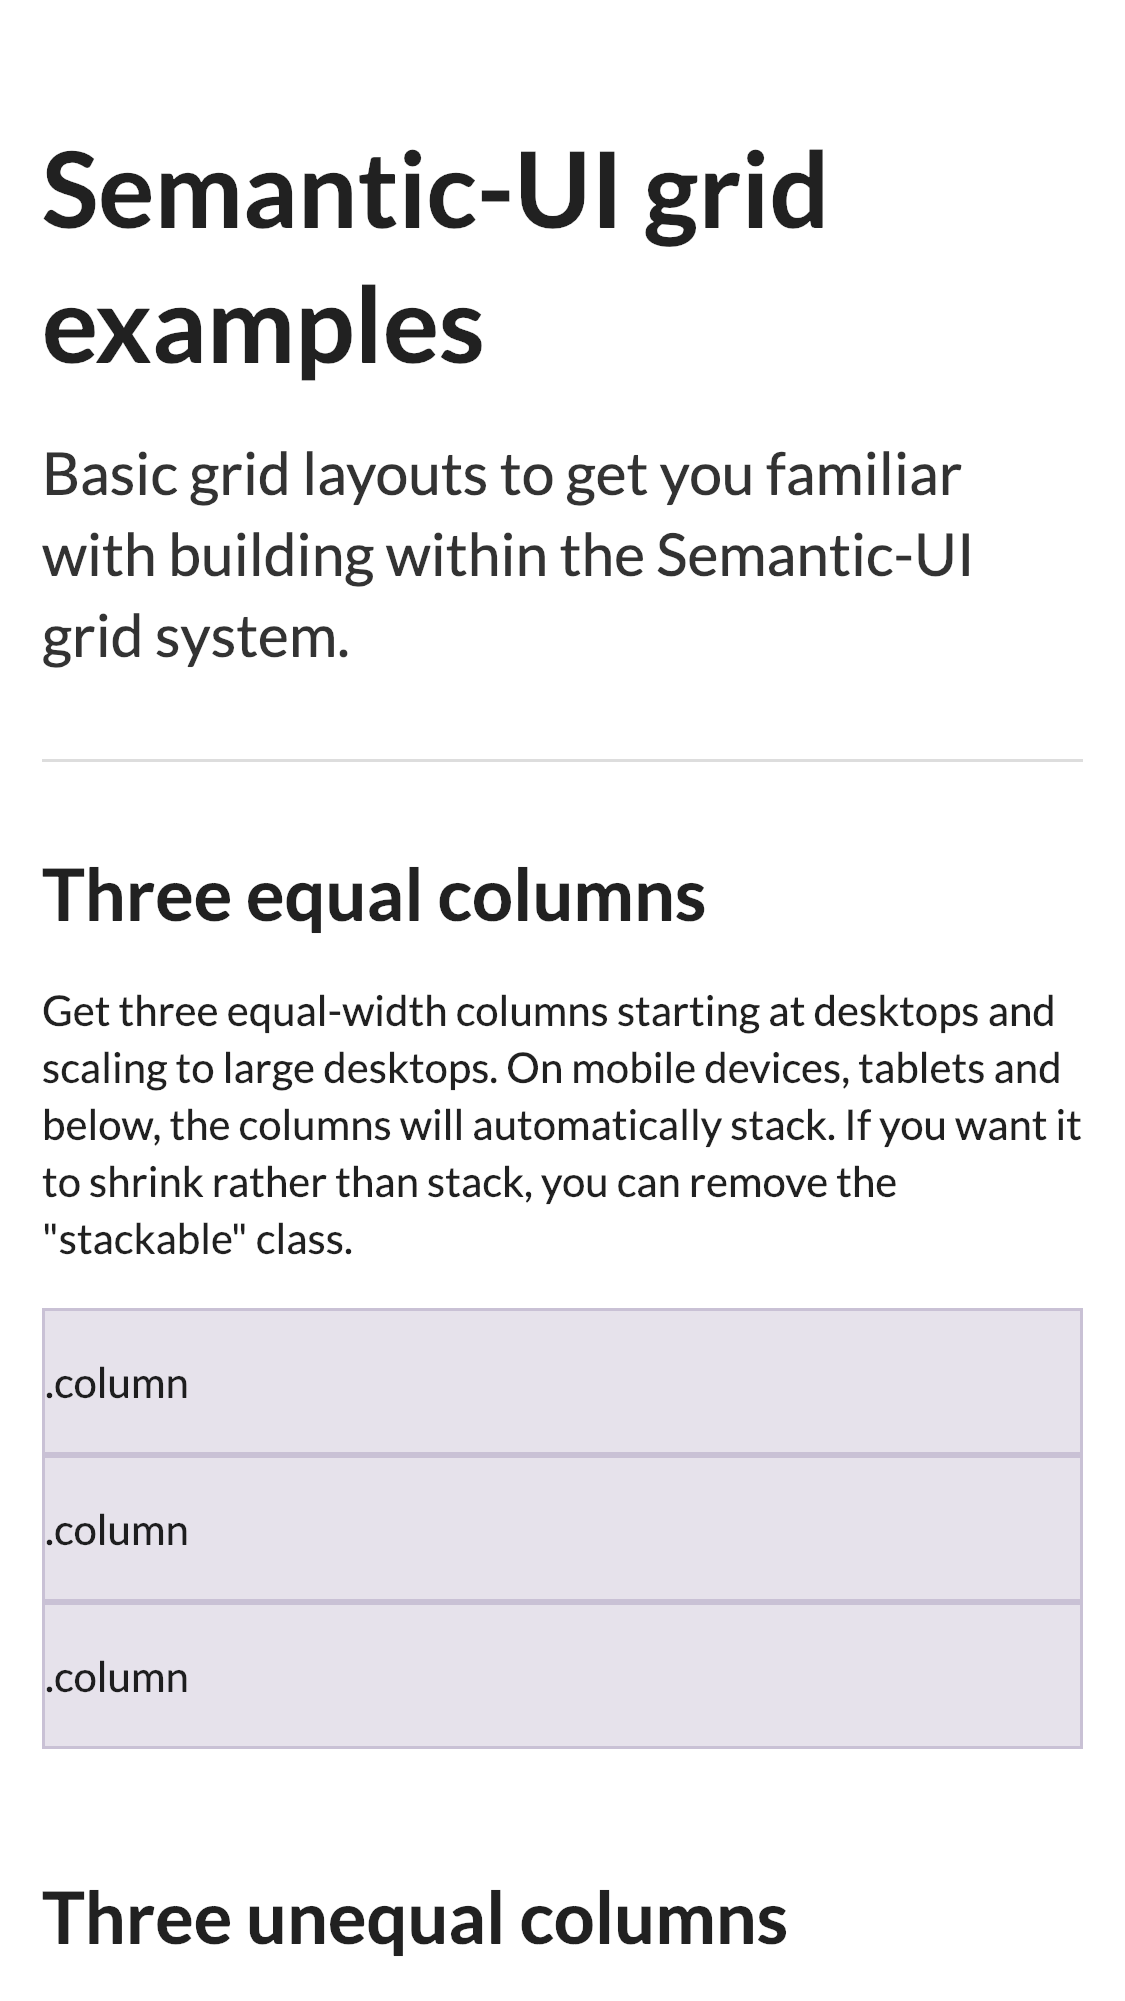 Semantic-UI grid
examples
Basic grid layouts to get you familiar
with building within the Semantic-UI
grid system.
Three equal columns
Get three equal-width columns starting at desktops and
scaling to large desktops. On mobile devices, tablets and
below, the columns will automatically stack. If you want it
to shrink rather than stack, you can remove the
"stackable" class.
.column
.column
.column
Three unequal columns